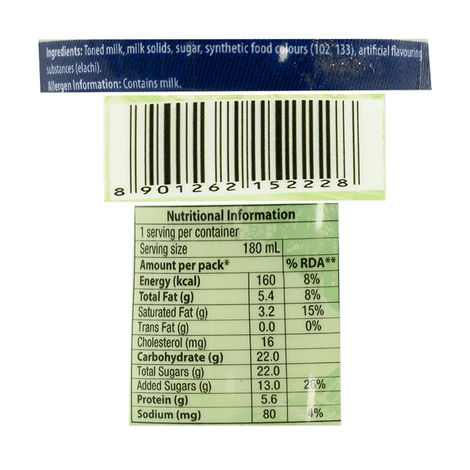 Ingredients: Toned milk, milk solids, sugar, synthetic food colours (102, 133), artificial flavouring
substances (elachi).
Allergen Information: Contains milk.
8 901262 152228
Nutritional Information
1 serving per container
Serving size 180 mL
Amount per pack* % RDA**
Energy (kcal) 160 8%
Total Fat (g) 5.4 8%
Saturated Fat (g) 3.2 15%
Trans Fat (g) 0.0 0%
Cholesterol (mg) 16
Carbohydrate (g) 22.0
Total Sugars (g) 22.0
Added Sugars (g) 13.0 26%
Protein (g) 5.6
Sodium (mg) 80 4%